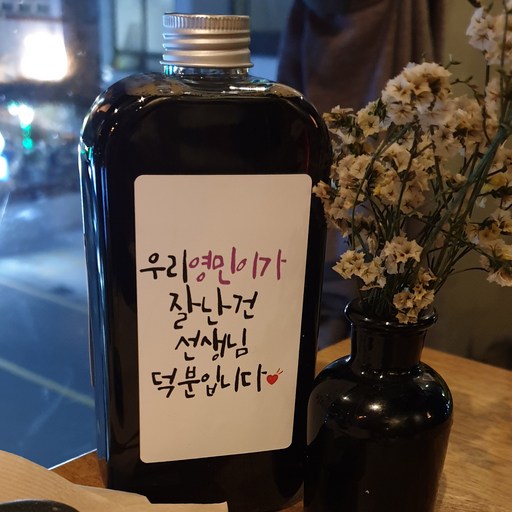 우리영민이가
잘난건
선생님
덕분입니다